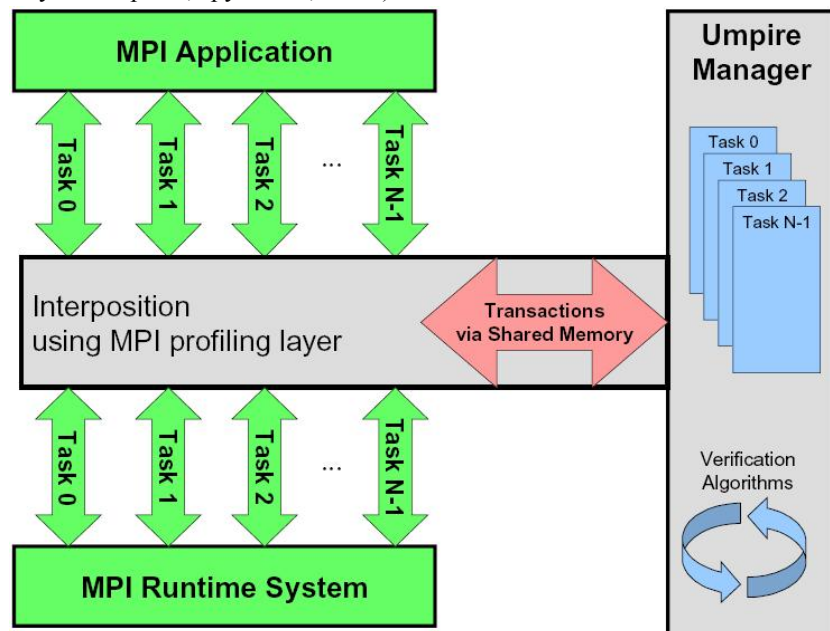 MPI Application
Task 0
Task 1
Task 2
...
Task N-1
Interposition
using MPI profiling layer
Transactions
via Shared Memory
Task 0
Task 1
Task 2
...
Task N-1
MPI Runtime System
Umpire
Manager
Task 0
Task 1
Task 2
Task N-1
Verification
Algorithms